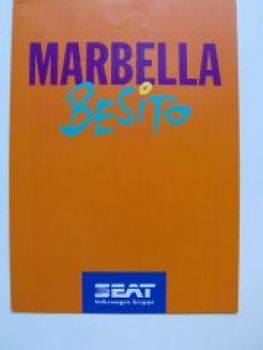 MARBELLA
BESiTO
SEAT
Volkswagen Gruppe